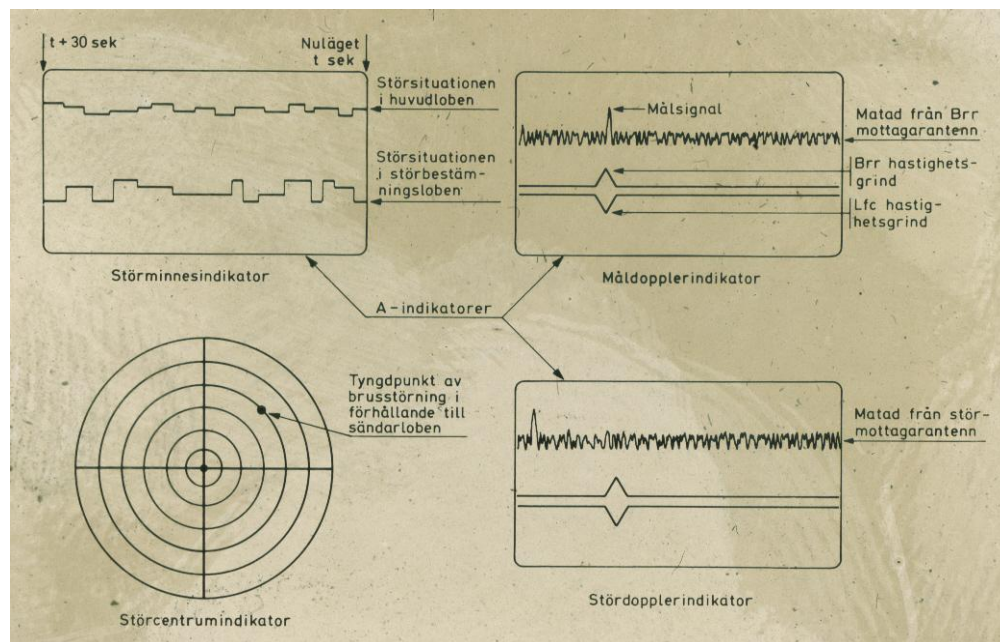 t + 30 sek
Nuläget
t sek
Störsituationen
i huvudloben
Störsituationen
i störbestäm-
ningsloben
Störminnesindikator
Målsignal
Matad från Brr
mottagarantenn
Brr hastighets-
grind
Lfc hastig-
hetsgrind
Måldopplerindikator
A - indikatorer
Tyngdpunkt av
brusstörning i
förhållande till
sändarloben
Störcentrumindikator
Matad från stör-
mottagarantenn
Stördopplerindikator